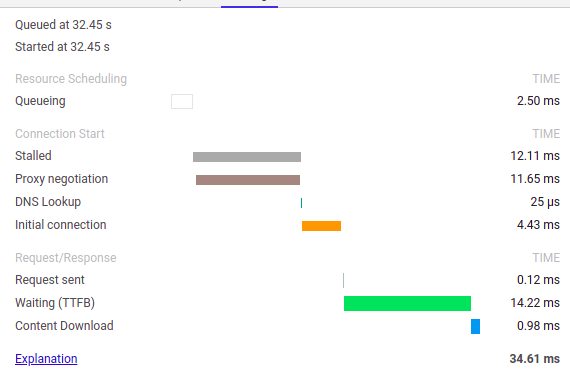 Queued at 32.45 s
Started at 32.45 s
Resource Scheduling TIME
Queueing 2.50 ms
Connection Start TIME
Stalled 12.11 ms
Proxy negotiation 11.65 ms
DNS Lookup 25 µs
Initial connection 4.43 ms
Request/Response TIME
Request sent 0.12 ms
Waiting (TTFB) 14.22 ms
Content Download 0.98 ms
Explanation 34.61 ms